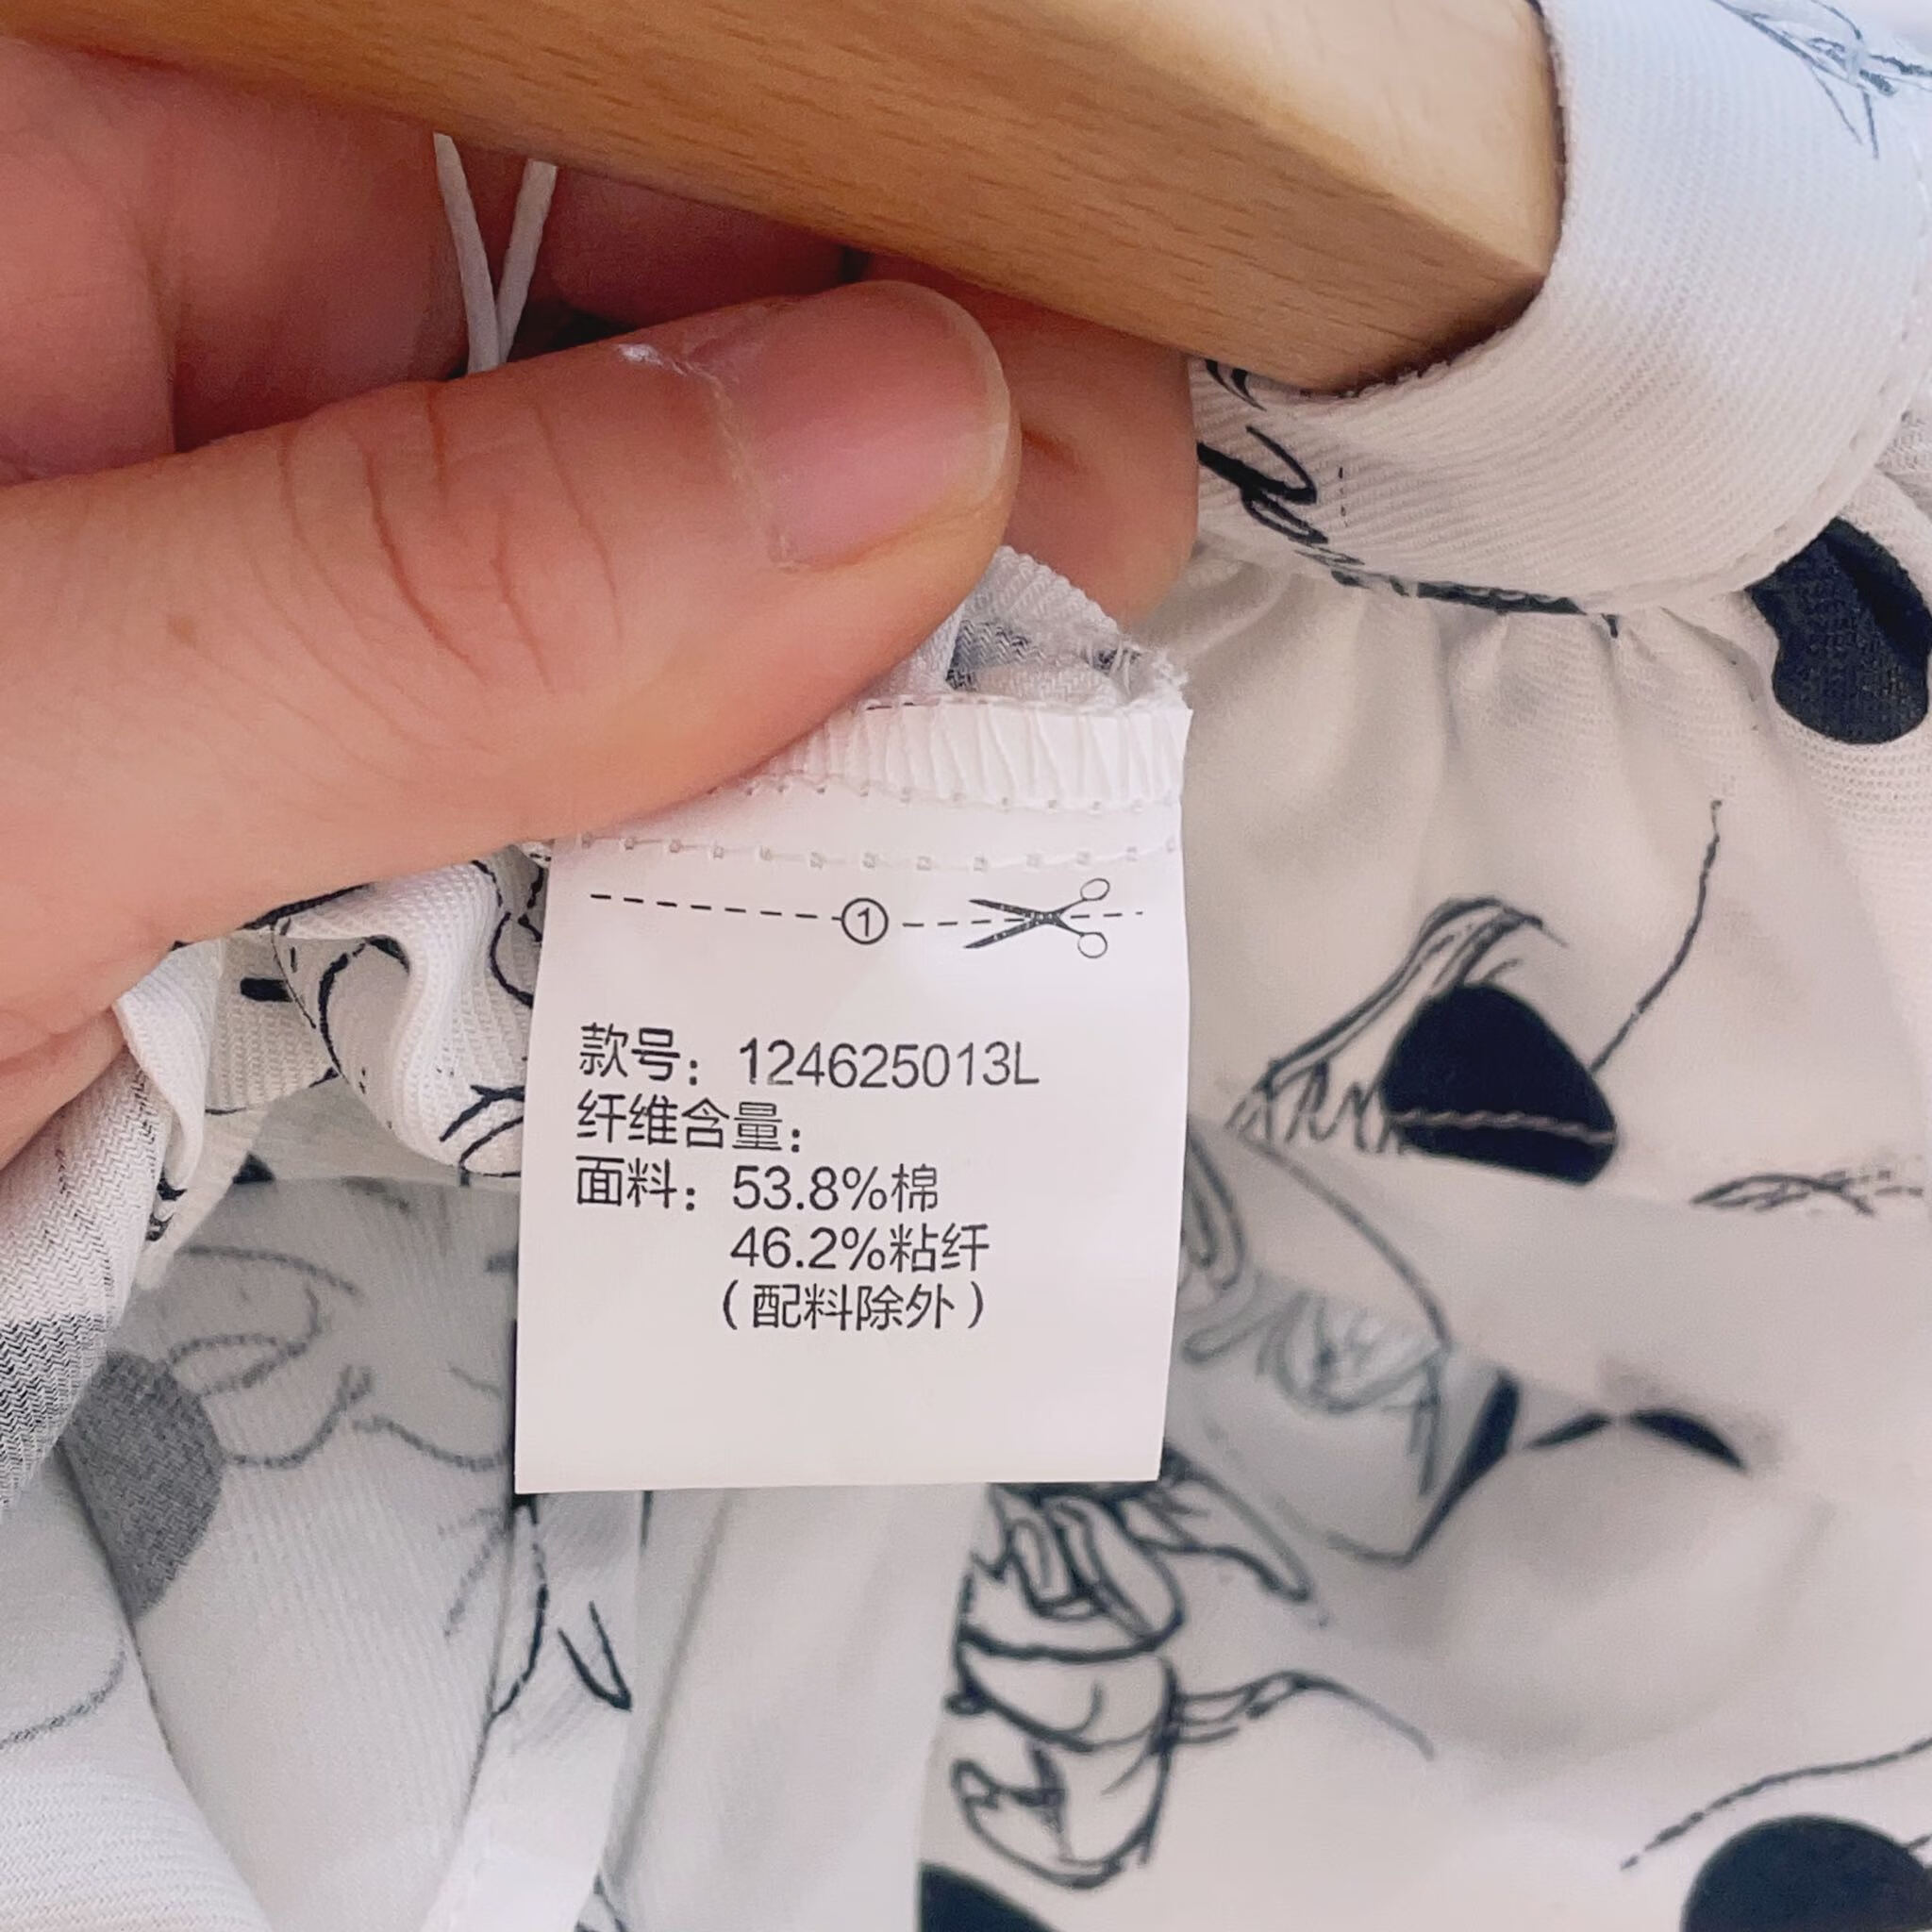 ①
款号：124625013L
纤维含量：
面料：53.8%棉
46.2%粘纤
（配料除外）